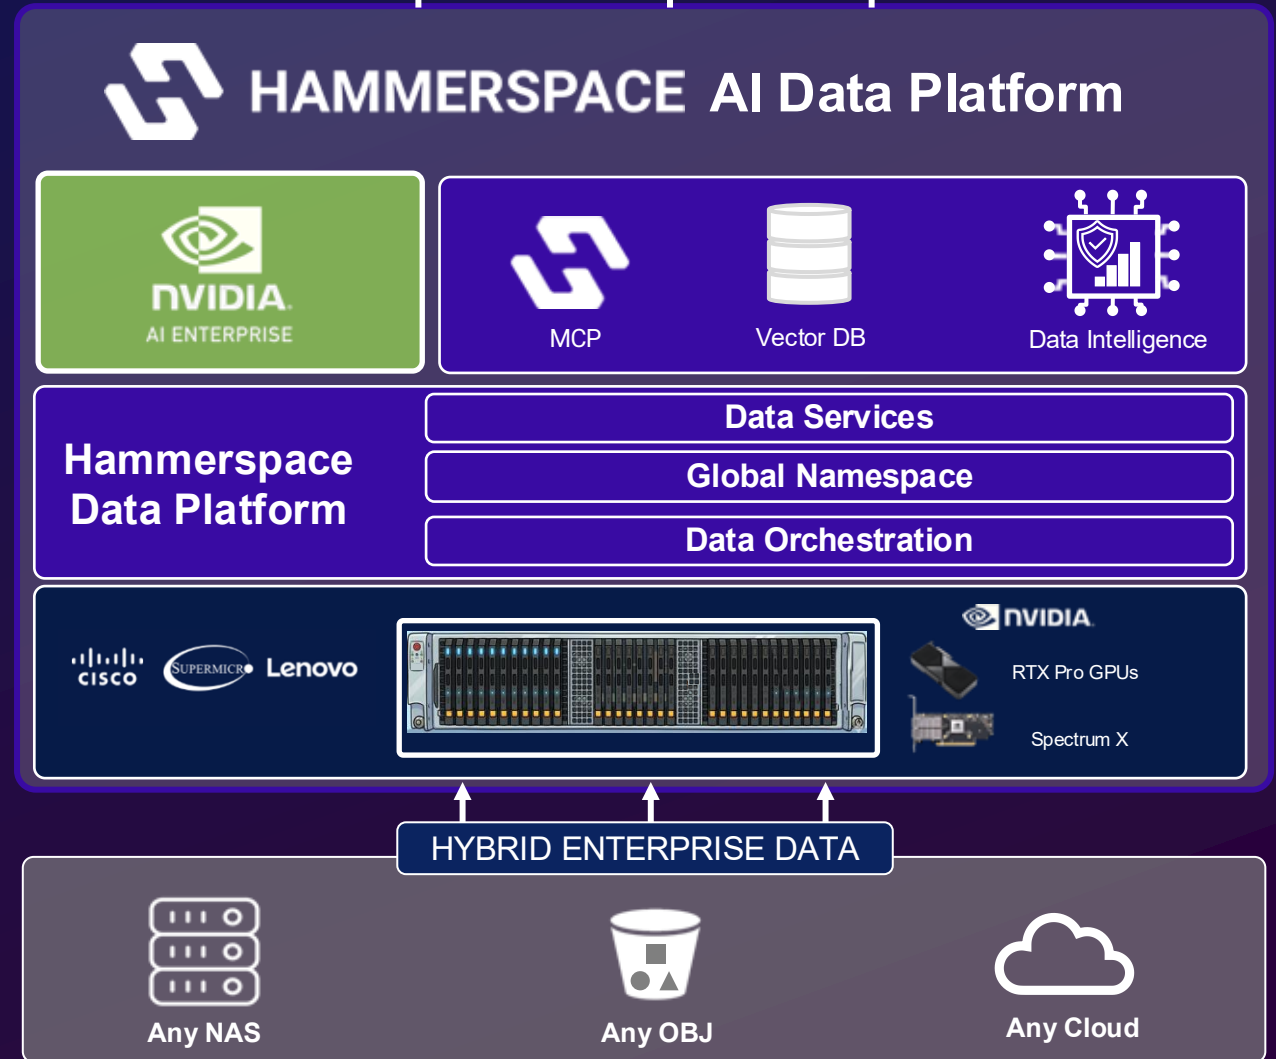 HAMMERSPACE AI Data Platform
NVIDIA.
AI ENTERPRISE
MCP
Vector DB
Data Intelligence
Hammerspace
Data Platform
Data Services
Global Namespace
Data Orchestration
CISCO
SUPERMICRO
Lenovo
NVIDIA.
RTX Pro GPUs
Spectrum X
HYBRID ENTERPRISE DATA
Any NAS
Any OBJ
Any Cloud